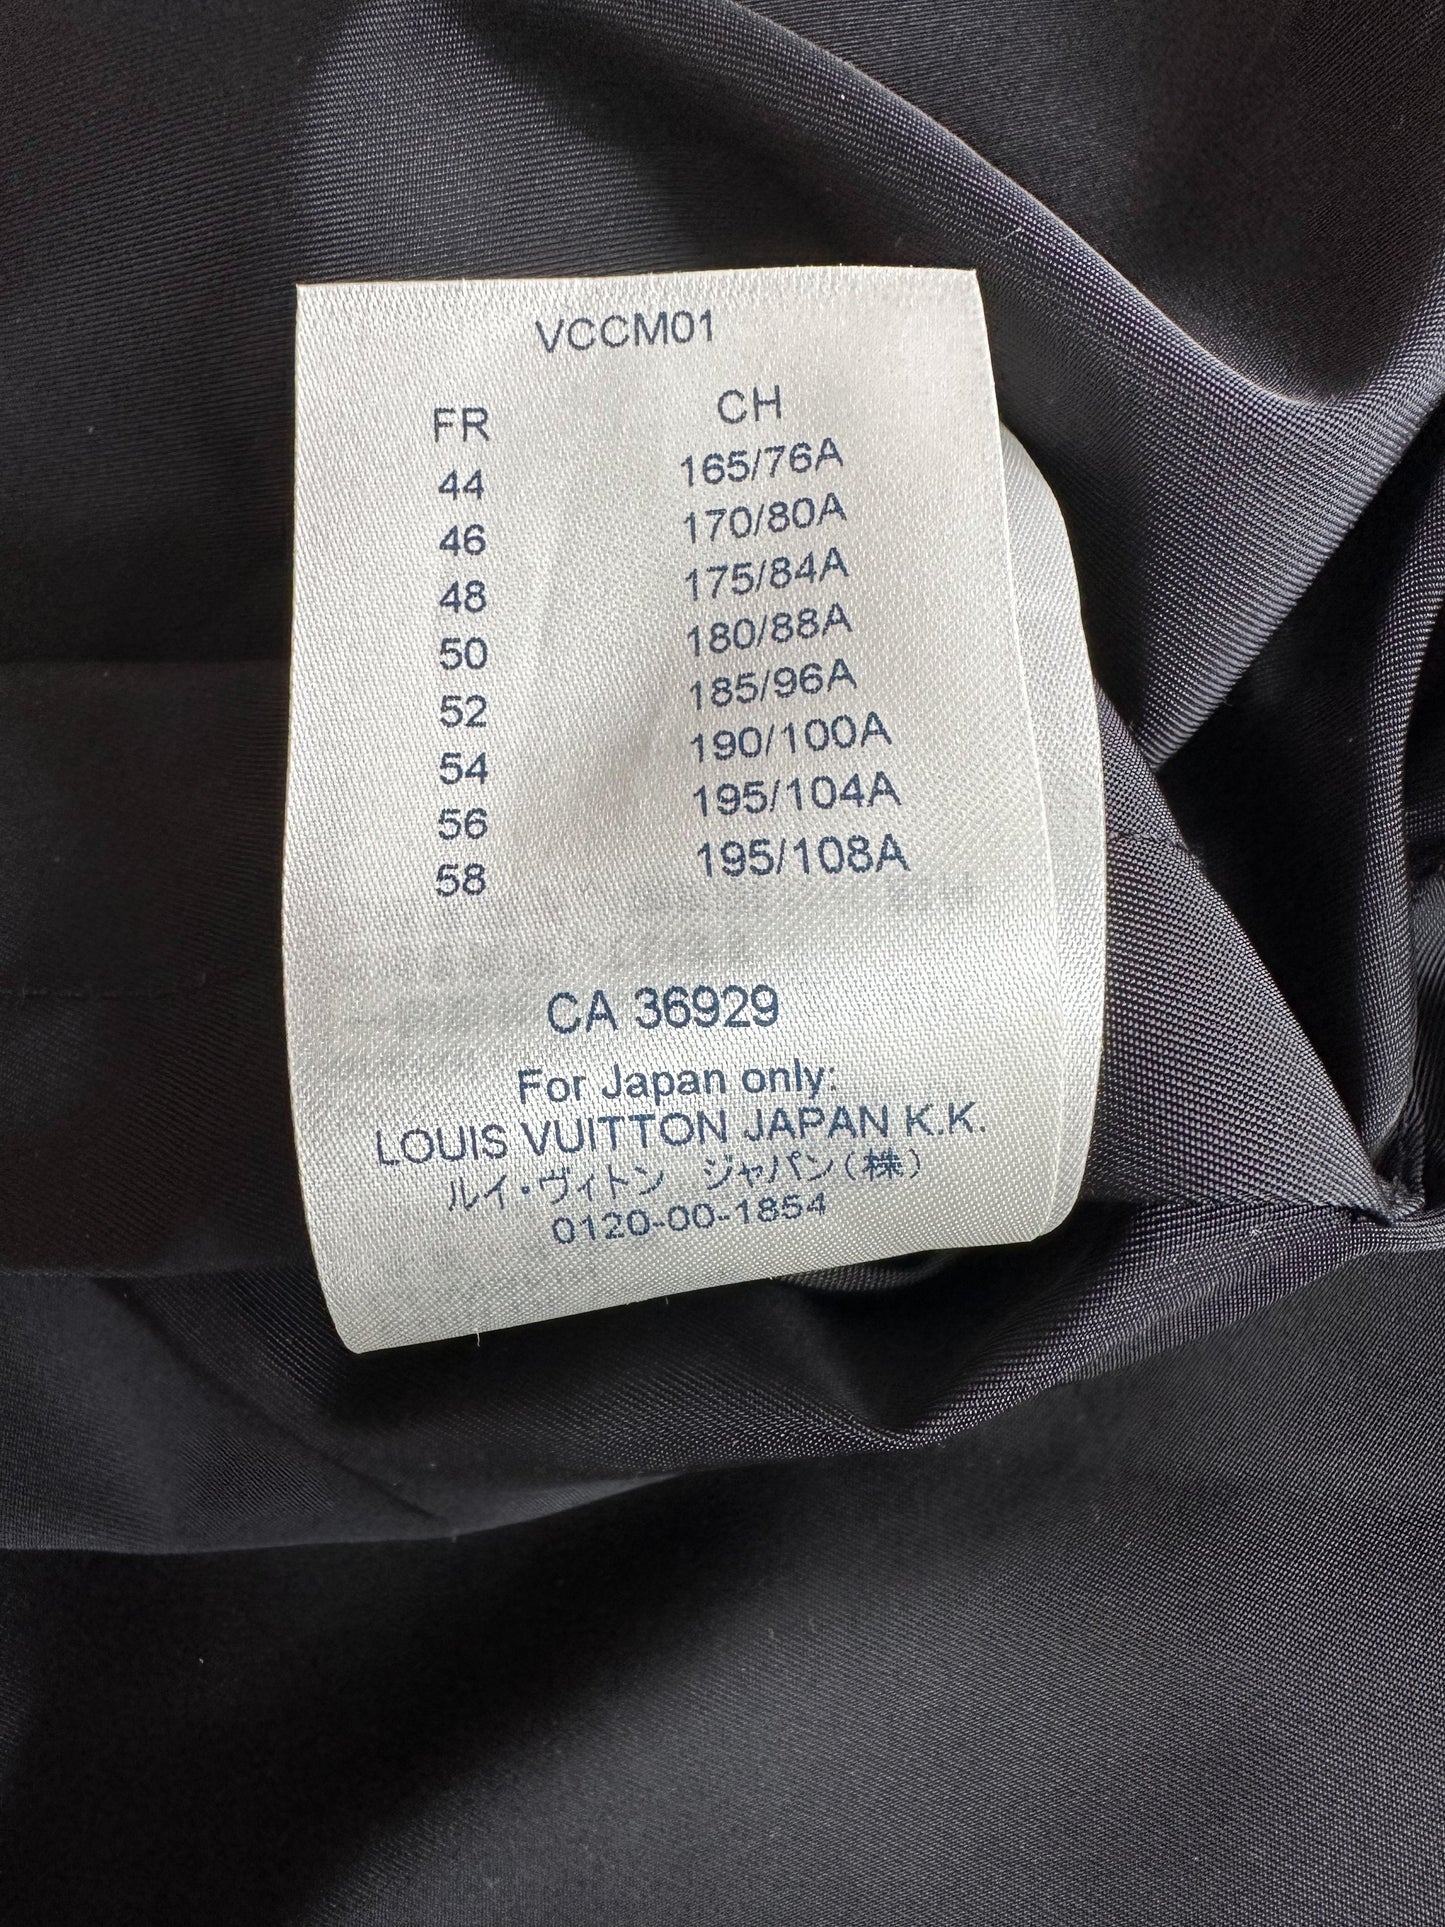 VCCM01
FR CH
44 165/76A
46 170/80A
48 175/84A
50 180/88A
52 185/96A
54 190/100A
56 195/104A
58 195/108A
CA 36929
For Japan only:
LOUIS VUITTON JAPAN K.K.
ルイ・ヴィトン ジャパン(株)
0120-00-1854